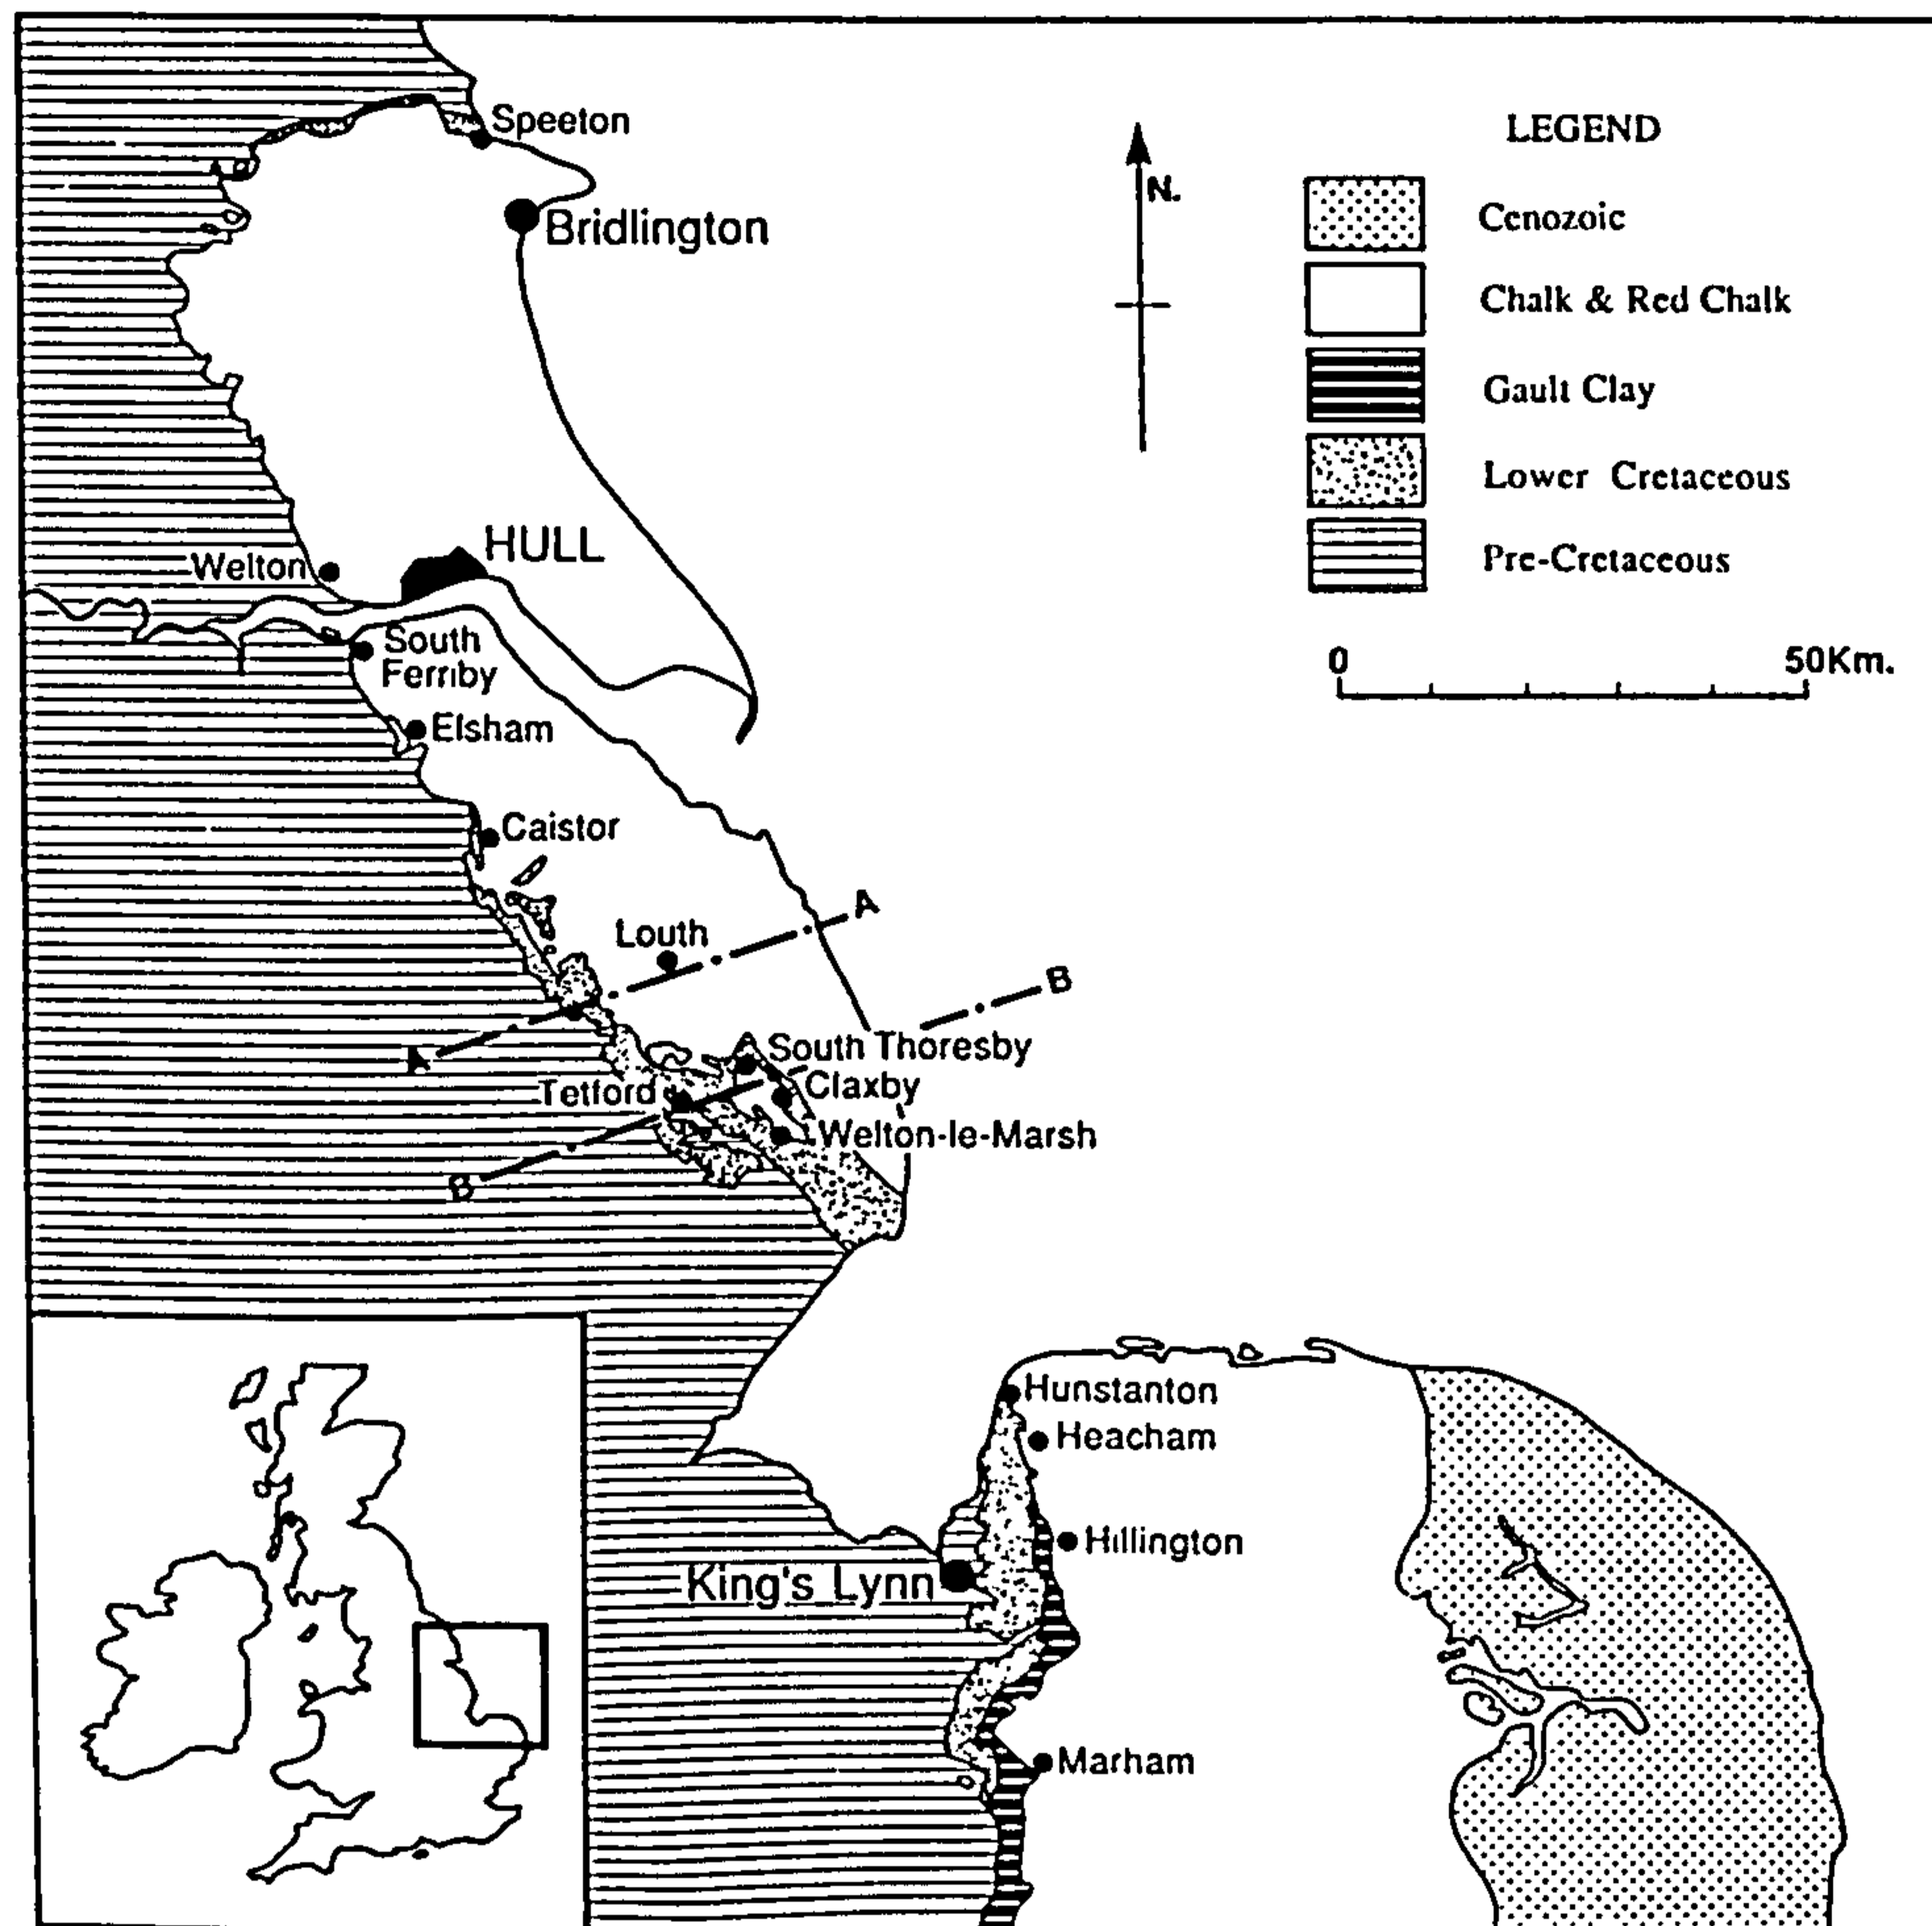 Speeton
Bridlington
N.
LEGEND
Cenozoic
Chalk & Red Chalk
Gault Clay
Lower Cretaceous
Pre-Cretaceous
0 50Km.
HULL
Welton
South
Ferriby
Elsham
Caistor
Louth
A
B
A
South Thoresby
Tetford
Claxby
Welton-le-Marsh
B
Hunstanton
Heacham
Hillington
King's Lynn
Marham